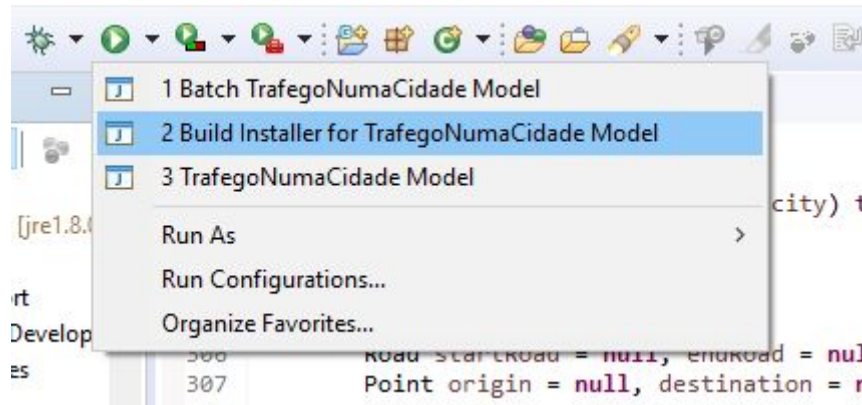 1 Batch TrafegoNumaCidade Model
2 Build Installer for TrafegoNumaCidade Model
3 TrafegoNumaCidade Model
city) t
[jre1.8.
Run As
Run Configurations...
rt
Organize Favorites...
Develop
306 Road startRoad = null, endRoad = nul
es
307 Point origin = null, destination = n